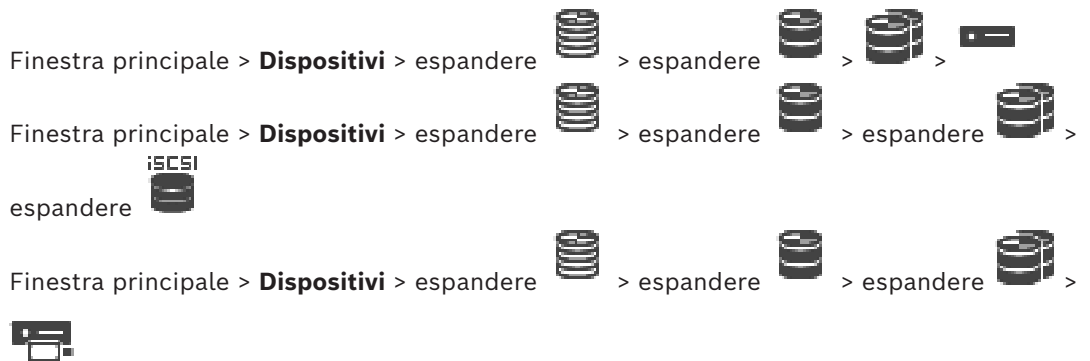 Finestra principale > Dispositivi > espandere > espandere > >
Finestra principale > Dispositivi > espandere > espandere > espandere >
iSCSI
espandere
Finestra principale > Dispositivi > espandere > espandere > espandere >